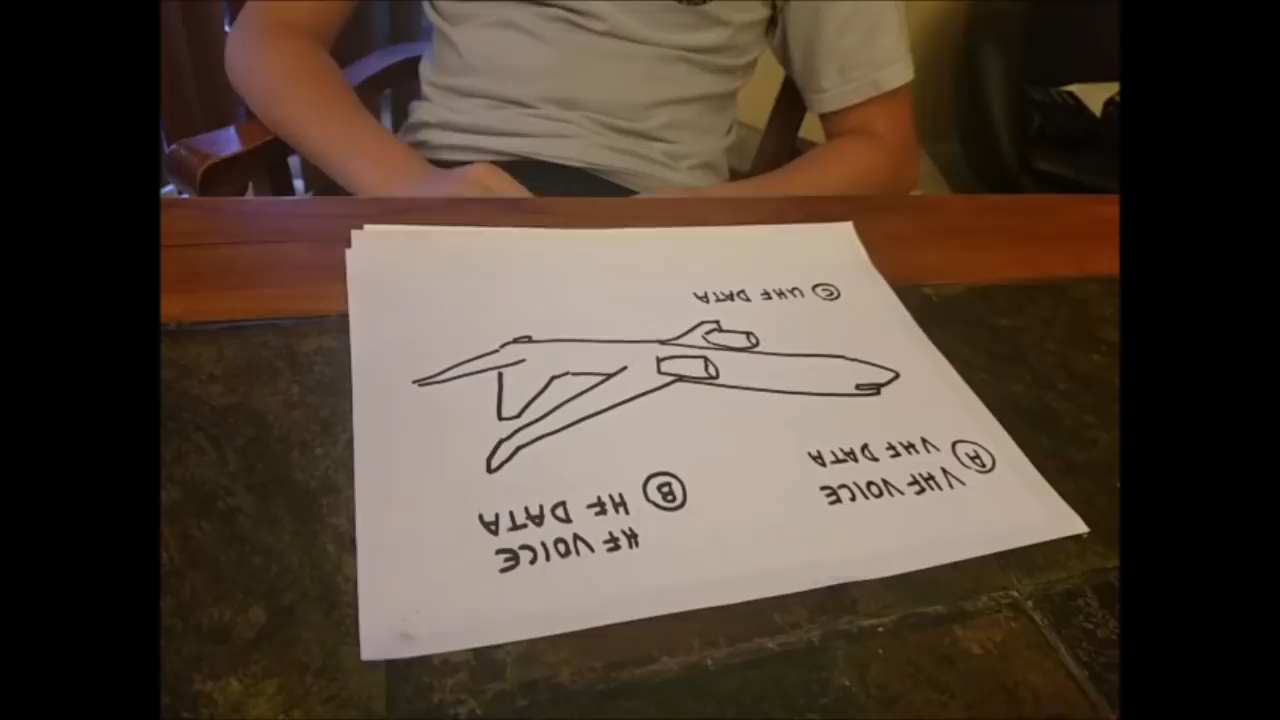 HF VOICE
Ⓑ HF DATA
Ⓐ VHF VOICE
VHF DATA
Ⓒ UHF DATA